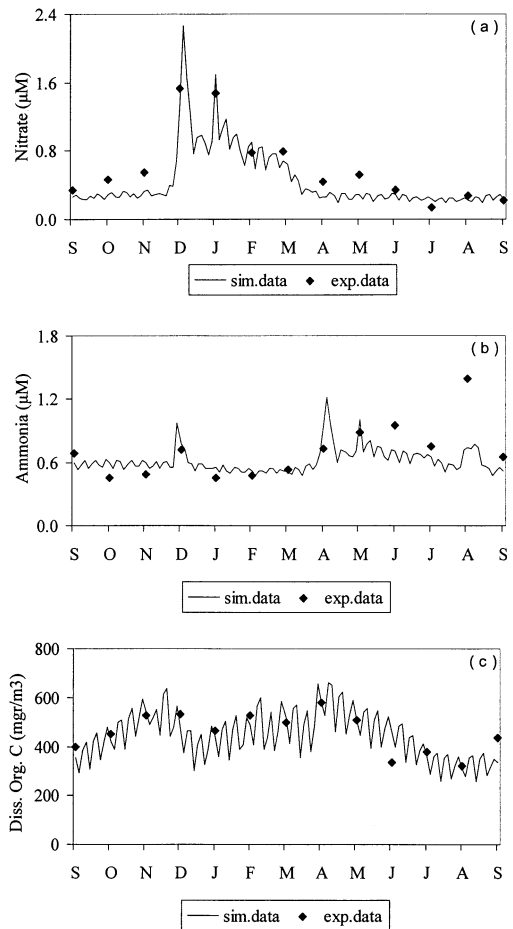 ( a )
2.4
1.6
0.8
0.0
Nitrate (μM)
S O N D J F M A M J J A S
sim.data exp.data
( b )
1.8
1.2
0.6
0.0
Ammonia (μM)
S O N D J F M A M J J A S
sim.data exp.data
( c )
800
600
400
200
0
Diss. Org. C (mgr/m3)
S O N D J F M A M J J A S
sim.data exp.data